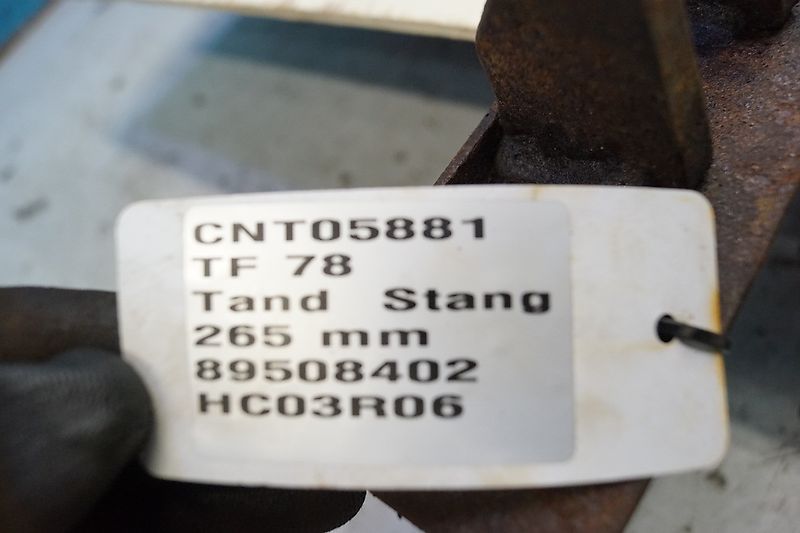 CNT05881
TF 78
Tand Stang
265 mm
89508402
HC03R06